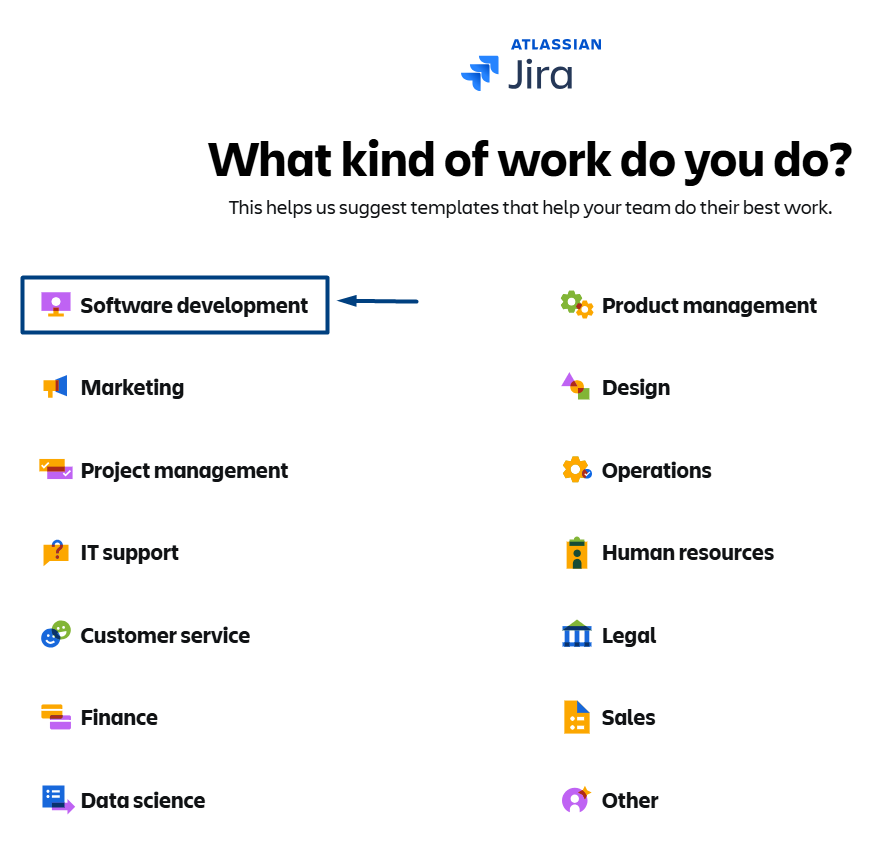 ATLASSIAN
Jira
What kind of work do you do?
This helps us suggest templates that help your team do their best work.
Software development
Product management
Marketing
Design
Project management
Operations
IT support
Human resources
Customer service
Legal
Finance
Sales
Data science
Other